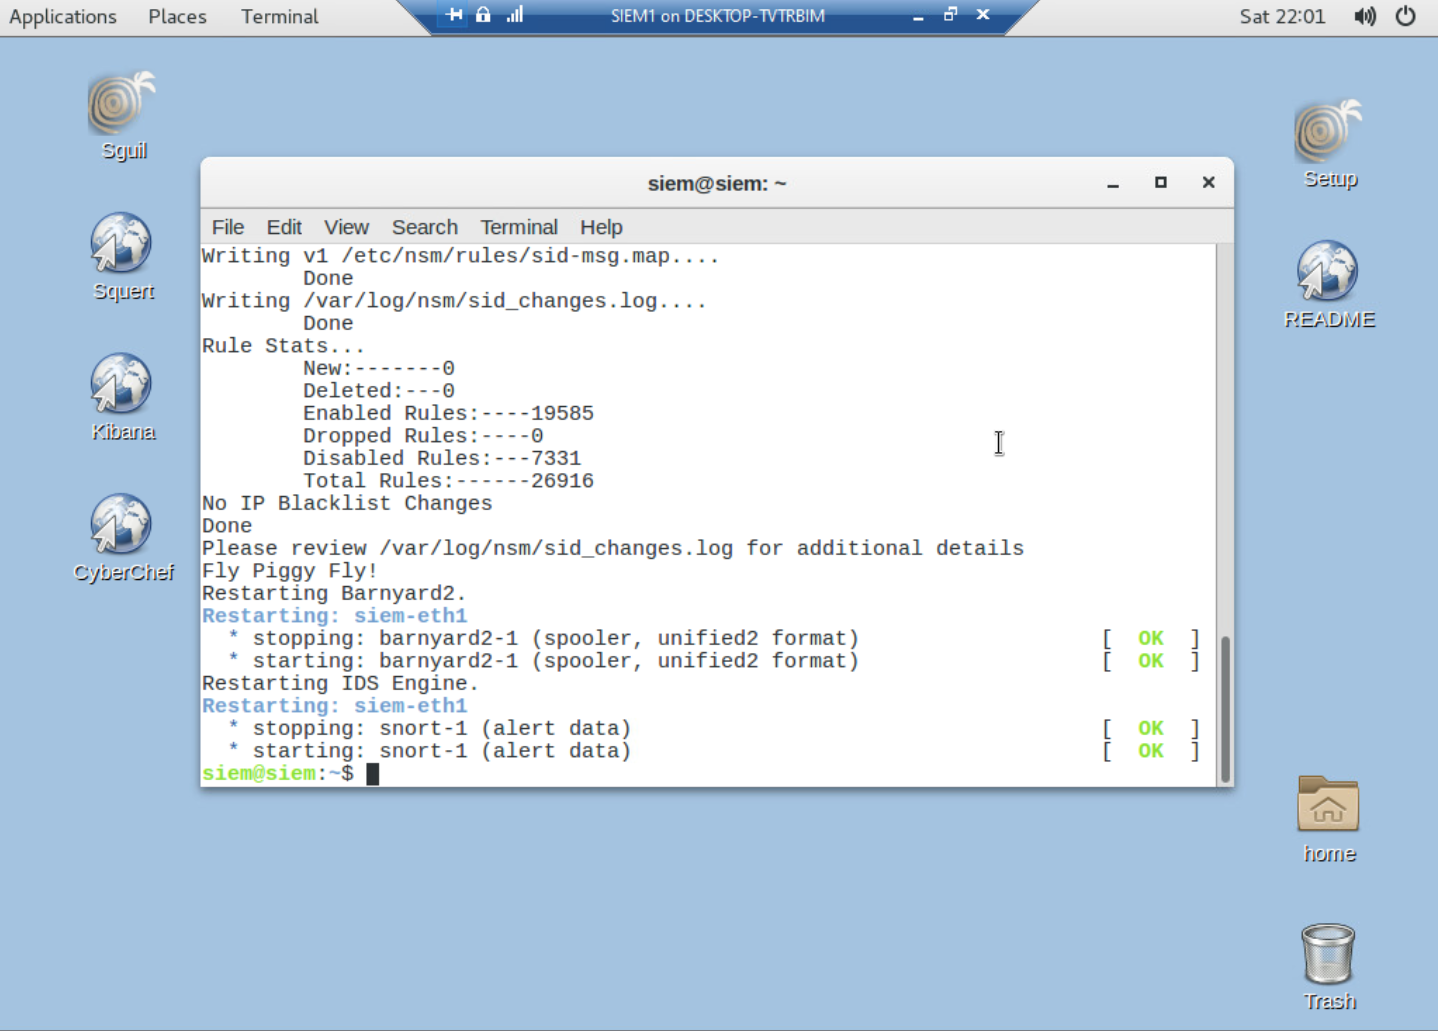 Applications Places Terminal
SIEM1 on DESKTOP-TVTRBIM
Sat 22:01
Sguil
Squert
Kibana
CyberChef
siem@siem: ~
File Edit View Search Terminal Help
Writing v1 /etc/nsm/rules/sid-msg.map....
Done
Writing /var/log/nsm/sid_changes.log....
Done
Rule Stats...
New:-------0
Deleted:---0
Enabled Rules:----19585
Dropped Rules:----0
Disabled Rules:---7331
Total Rules:------26916
No IP Blacklist Changes
Done
Please review /var/log/nsm/sid_changes.log for additional details
Fly Piggy Fly!
Restarting Barnyard2.
Restarting: siem-eth1
* stopping: barnyard2-1 (spooler, unified2 format) [ OK ]
* starting: barnyard2-1 (spooler, unified2 format) [ OK ]
Restarting IDS Engine.
Restarting: siem-eth1
* stopping: snort-1 (alert data) [ OK ]
* starting: snort-1 (alert data) [ OK ]
siem@siem:~$
Setup
README
home
Trash